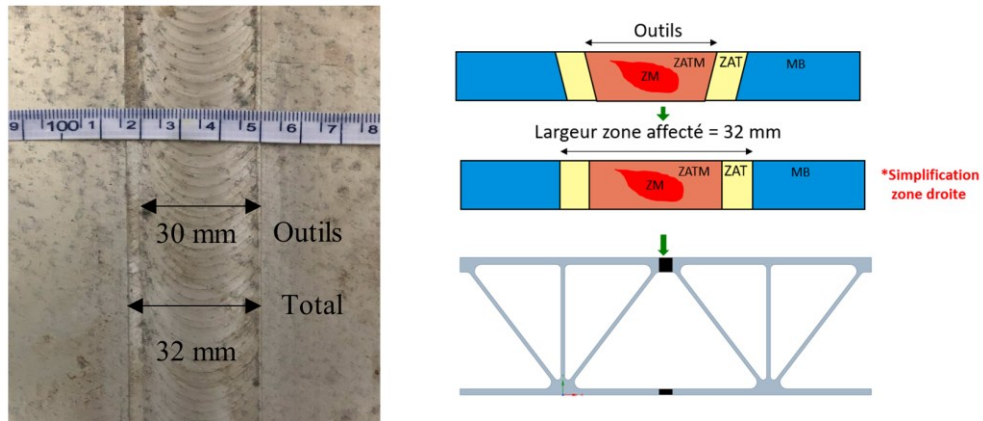 9 100 1 2 3 4 5 6 7 8
30 mm Outils
Total
32 mm
Outils
ZM ZATM ZAT MB
Largeur zone affecté = 32 mm
ZM ZATM ZAT MB
*Simplification
zone droite